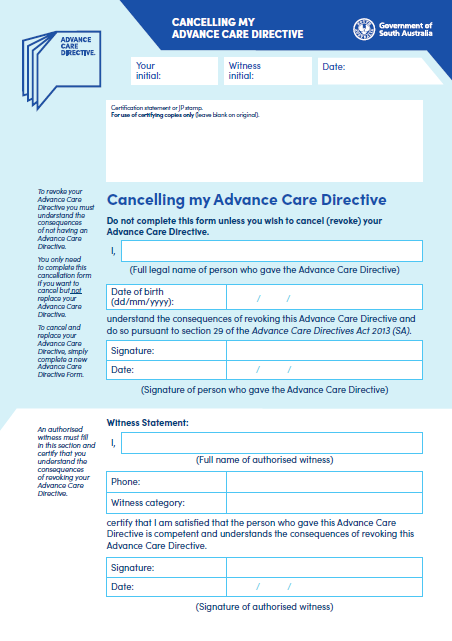 CANCELLING MY
ADVANCE CARE DIRECTIVE
Government of
South Australia
ADVANCE
CARE
DIRECTIVE.
Your
initial:
Witness
initial:
Date:
Certification statement or JP stamp.
For use of certifying copies only (leave blank on original).
To revoke your
Advance Care
Directive you must
understand the
consequences
of not having an
Advance Care
Directive.
You only need
to complete this
cancellation form
if you want to
cancel but not
replace your
Advance Care
Directive.
To cancel and
replace your
Advance Care
Directive, simply
complete a new
Advance Care
Directive Form.
Cancelling my Advance Care Directive
Do not complete this form unless you wish to cancel (revoke) your
Advance Care Directive.
I,
(Full legal name of person who gave the Advance Care Directive)
Date of birth
(dd/mm/yyyy): / /
understand the consequences of revoking this Advance Care Directive and
do so pursuant to section 29 of the Advance Care Directives Act 2013 (SA).
Signature:
Date: / /
(Signature of person who gave the Advance Care Directive)
An authorised
witness must fill
in this section and
certify that you
understand the
consequences
of revoking your
Advance Care
Directive.
Witness Statement:
I,
(Full name of authorised witness)
Phone:
Witness category:
certify that I am satisfied that the person who gave this Advance Care
Directive is competent and understands the consequences of revoking this
Advance Care Directive.
Signature:
Date: / /
(Signature of authorised witness)